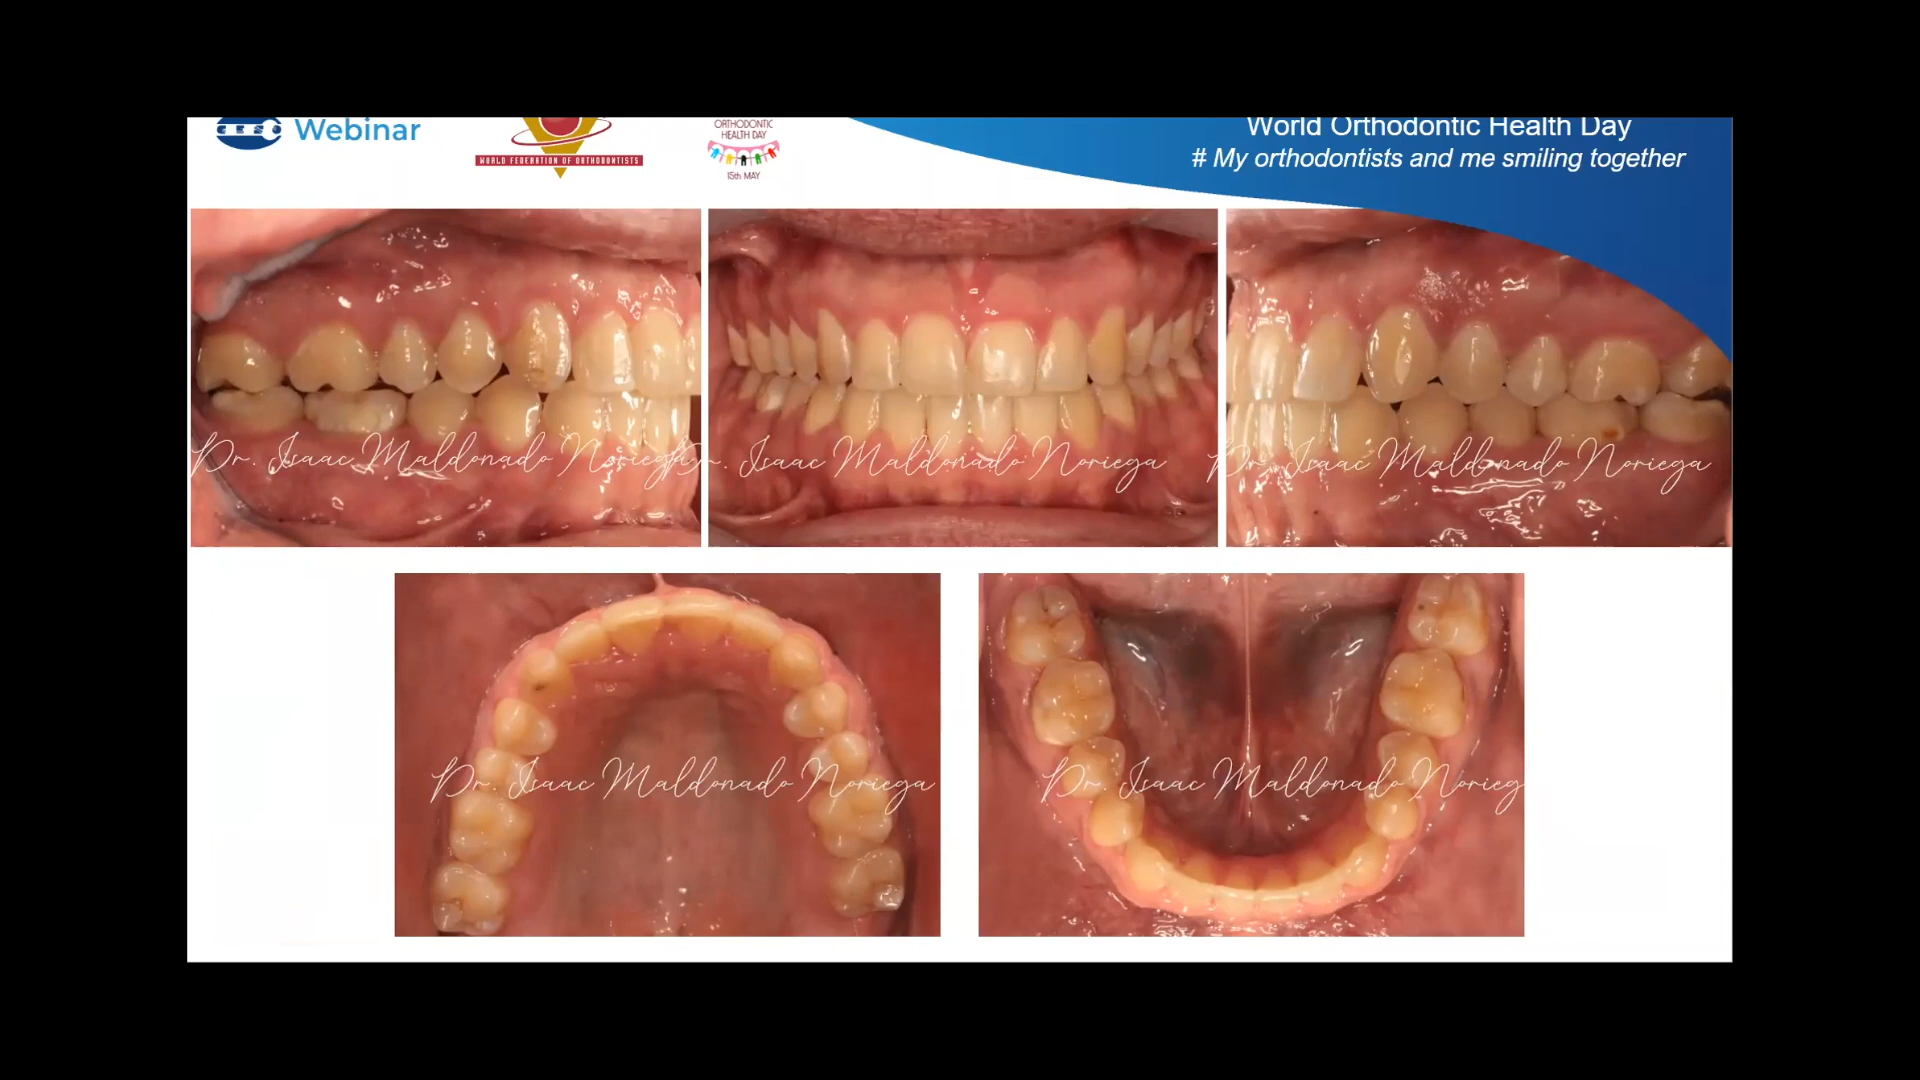 Webinar
WORLD FEDERATION OF ORTHODONTISTS
ORTHODONTIC
HEALTH DAY
15th MAY
World Orthodontic Health Day
# My orthodontists and me smiling together
Dr. Isaac Maldonado Noriega
Dr. Isaac Maldonado Noriega
Dr. Isaac Maldonado Noriega
Dr. Isaac Maldonado Noriega
Dr. Isaac Maldonado Norieg